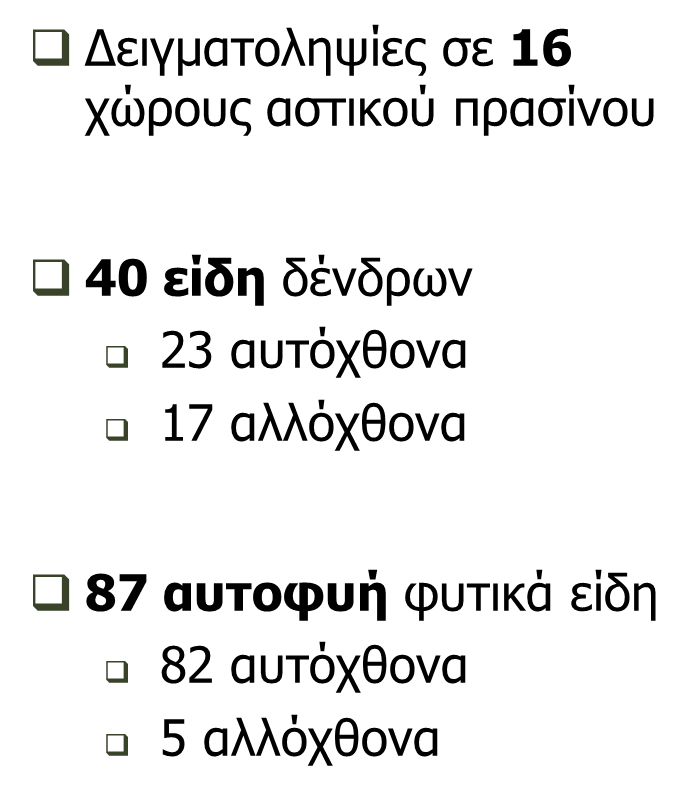 ❑ Δειγματοληψίες σε 16
χώρους αστικού πρασίνου
❑ 40 είδη δένδρων
❑ 23 αυτόχθονα
❑ 17 αλλόχθονα
❑ 87 αυτοφυή φυτικά είδη
❑ 82 αυτόχθονα
❑ 5 αλλόχθονα